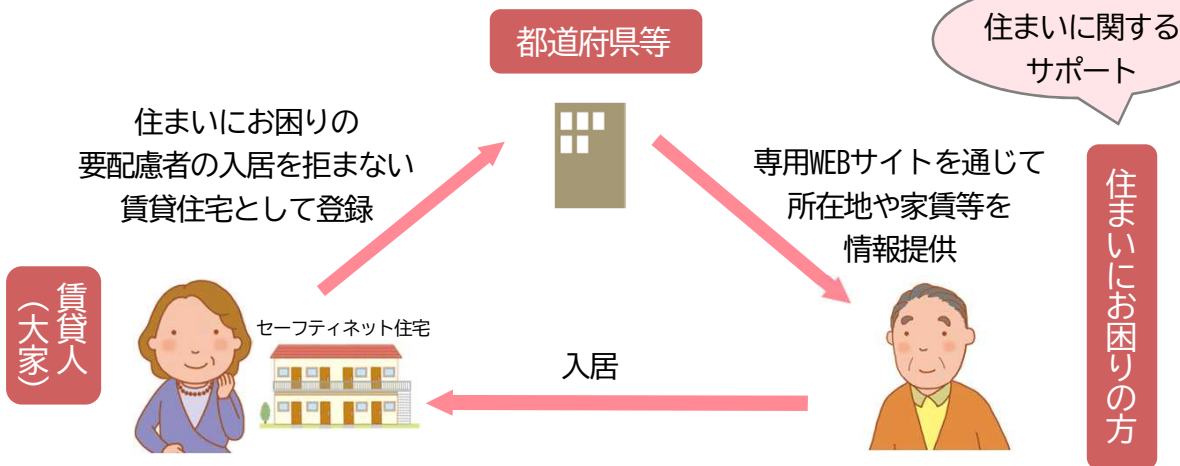 都道府県等
住まいに関する
サポート
住まいにお困りの
要配慮者の入居を拒まない
賃貸住宅として登録
専用WEBサイトを通じて
所在地や家賃等を
情報提供
住まいにお困りの方
賃貸人
（大家）
セーフティネット住宅
入居